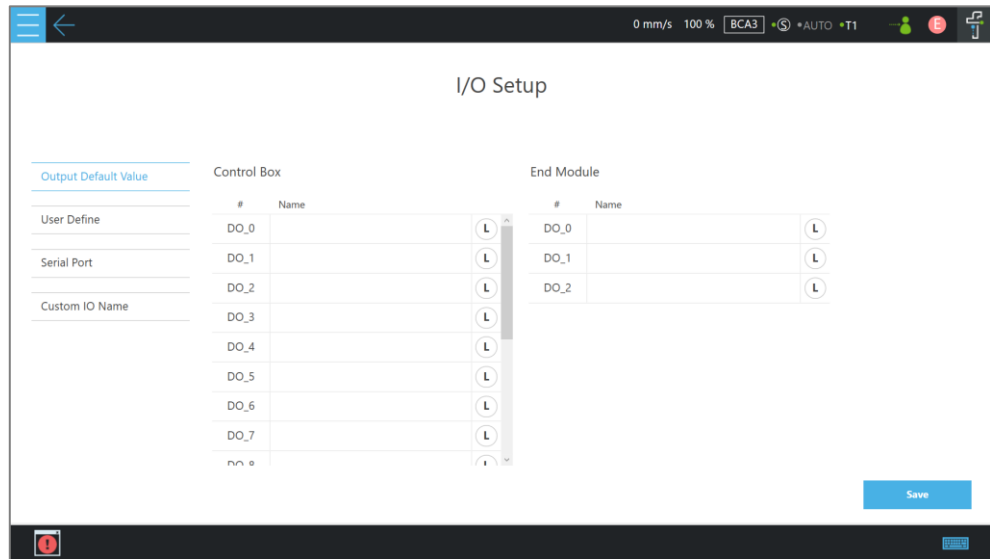 0 mm/s 100 % BCA3 S AUTO T1 E
I/O Setup
Output Default Value
User Define
Serial Port
Custom IO Name
Control Box
# Name
DO_0 L
DO_1 L
DO_2 L
DO_3 L
DO_4 L
DO_5 L
DO_6 L
DO_7 L
DO_8 L
End Module
# Name
DO_0 L
DO_1 L
DO_2 L
Save